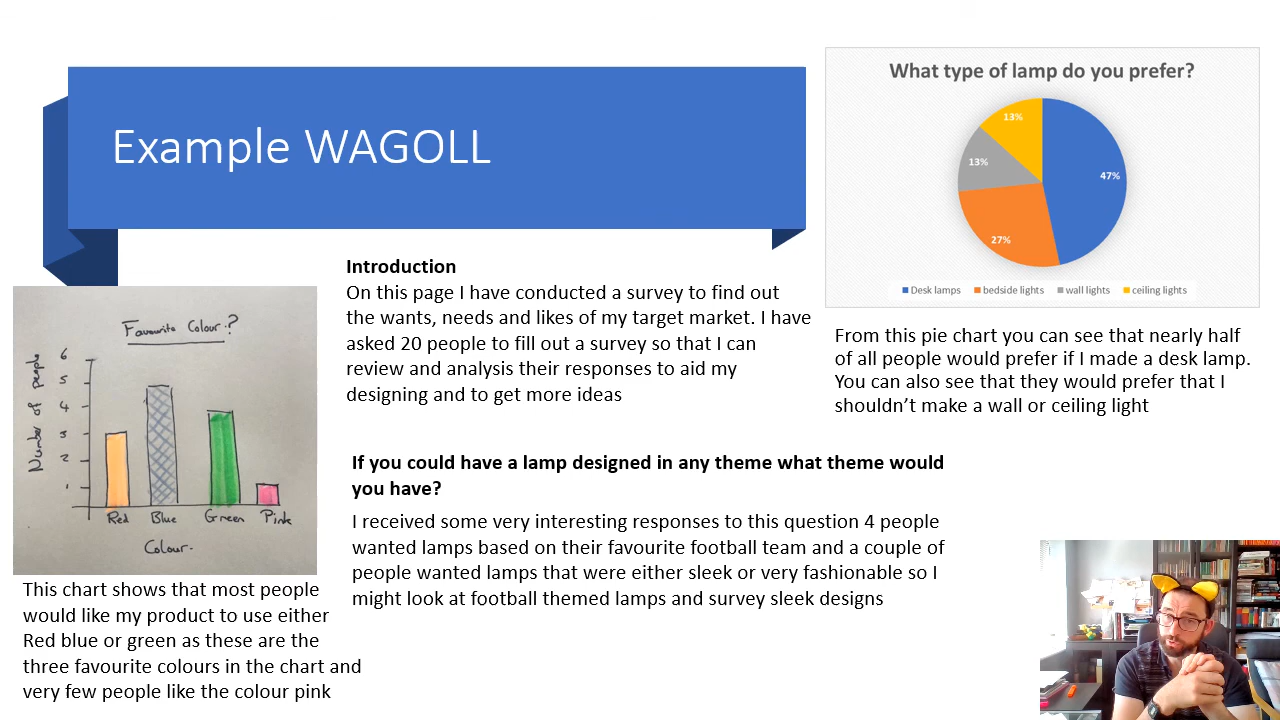 Example WAGOLL
What type of lamp do you prefer?
13%
13%
47%
27%
Desk lamps bedside lights wall lights ceiling lights
From this pie chart you can see that nearly half
of all people would prefer if I made a desk lamp.
You can also see that they would prefer that I
shouldn't make a wall or ceiling light
Introduction
On this page I have conducted a survey to find out
the wants, needs and likes of my target market. I have
asked 20 people to fill out a survey so that I can
review and analysis their responses to aid my
designing and to get more ideas
Favourite Colour?
Number of people
6
5
4
3
2
1
Red Blue Green Pink
Colour.
This chart shows that most people
would like my product to use either
Red blue or green as these are the
three favourite colours in the chart and
very few people like the colour pink
If you could have a lamp designed in any theme what theme would
you have?
I received some very interesting responses to this question 4 people
wanted lamps based on their favourite football team and a couple of
people wanted lamps that were either sleek or very fashionable so I
might look at football themed lamps and survey sleek designs